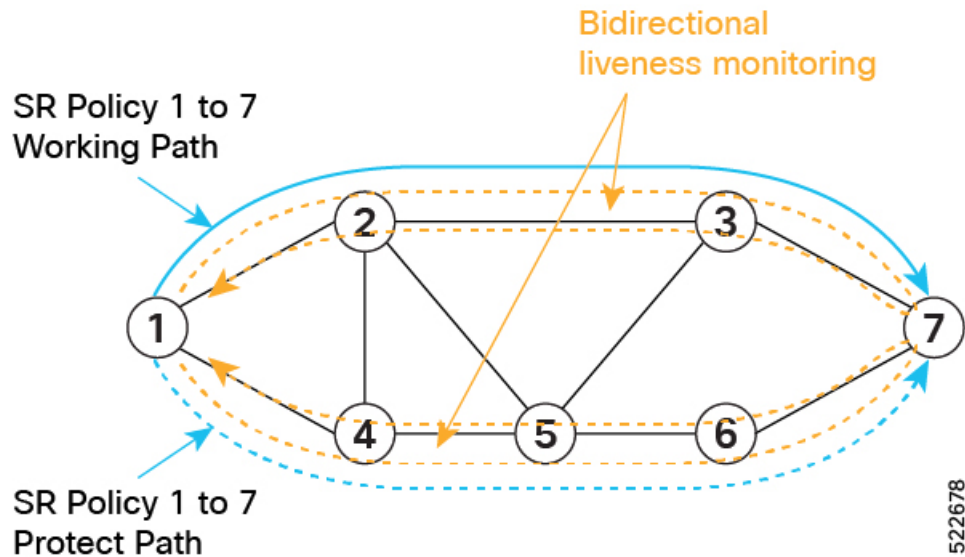 Bidirectional
liveness monitoring
SR Policy 1 to 7
Working Path
2
3
1
7
4
5
6
SR Policy 1 to 7
Protect Path
522678